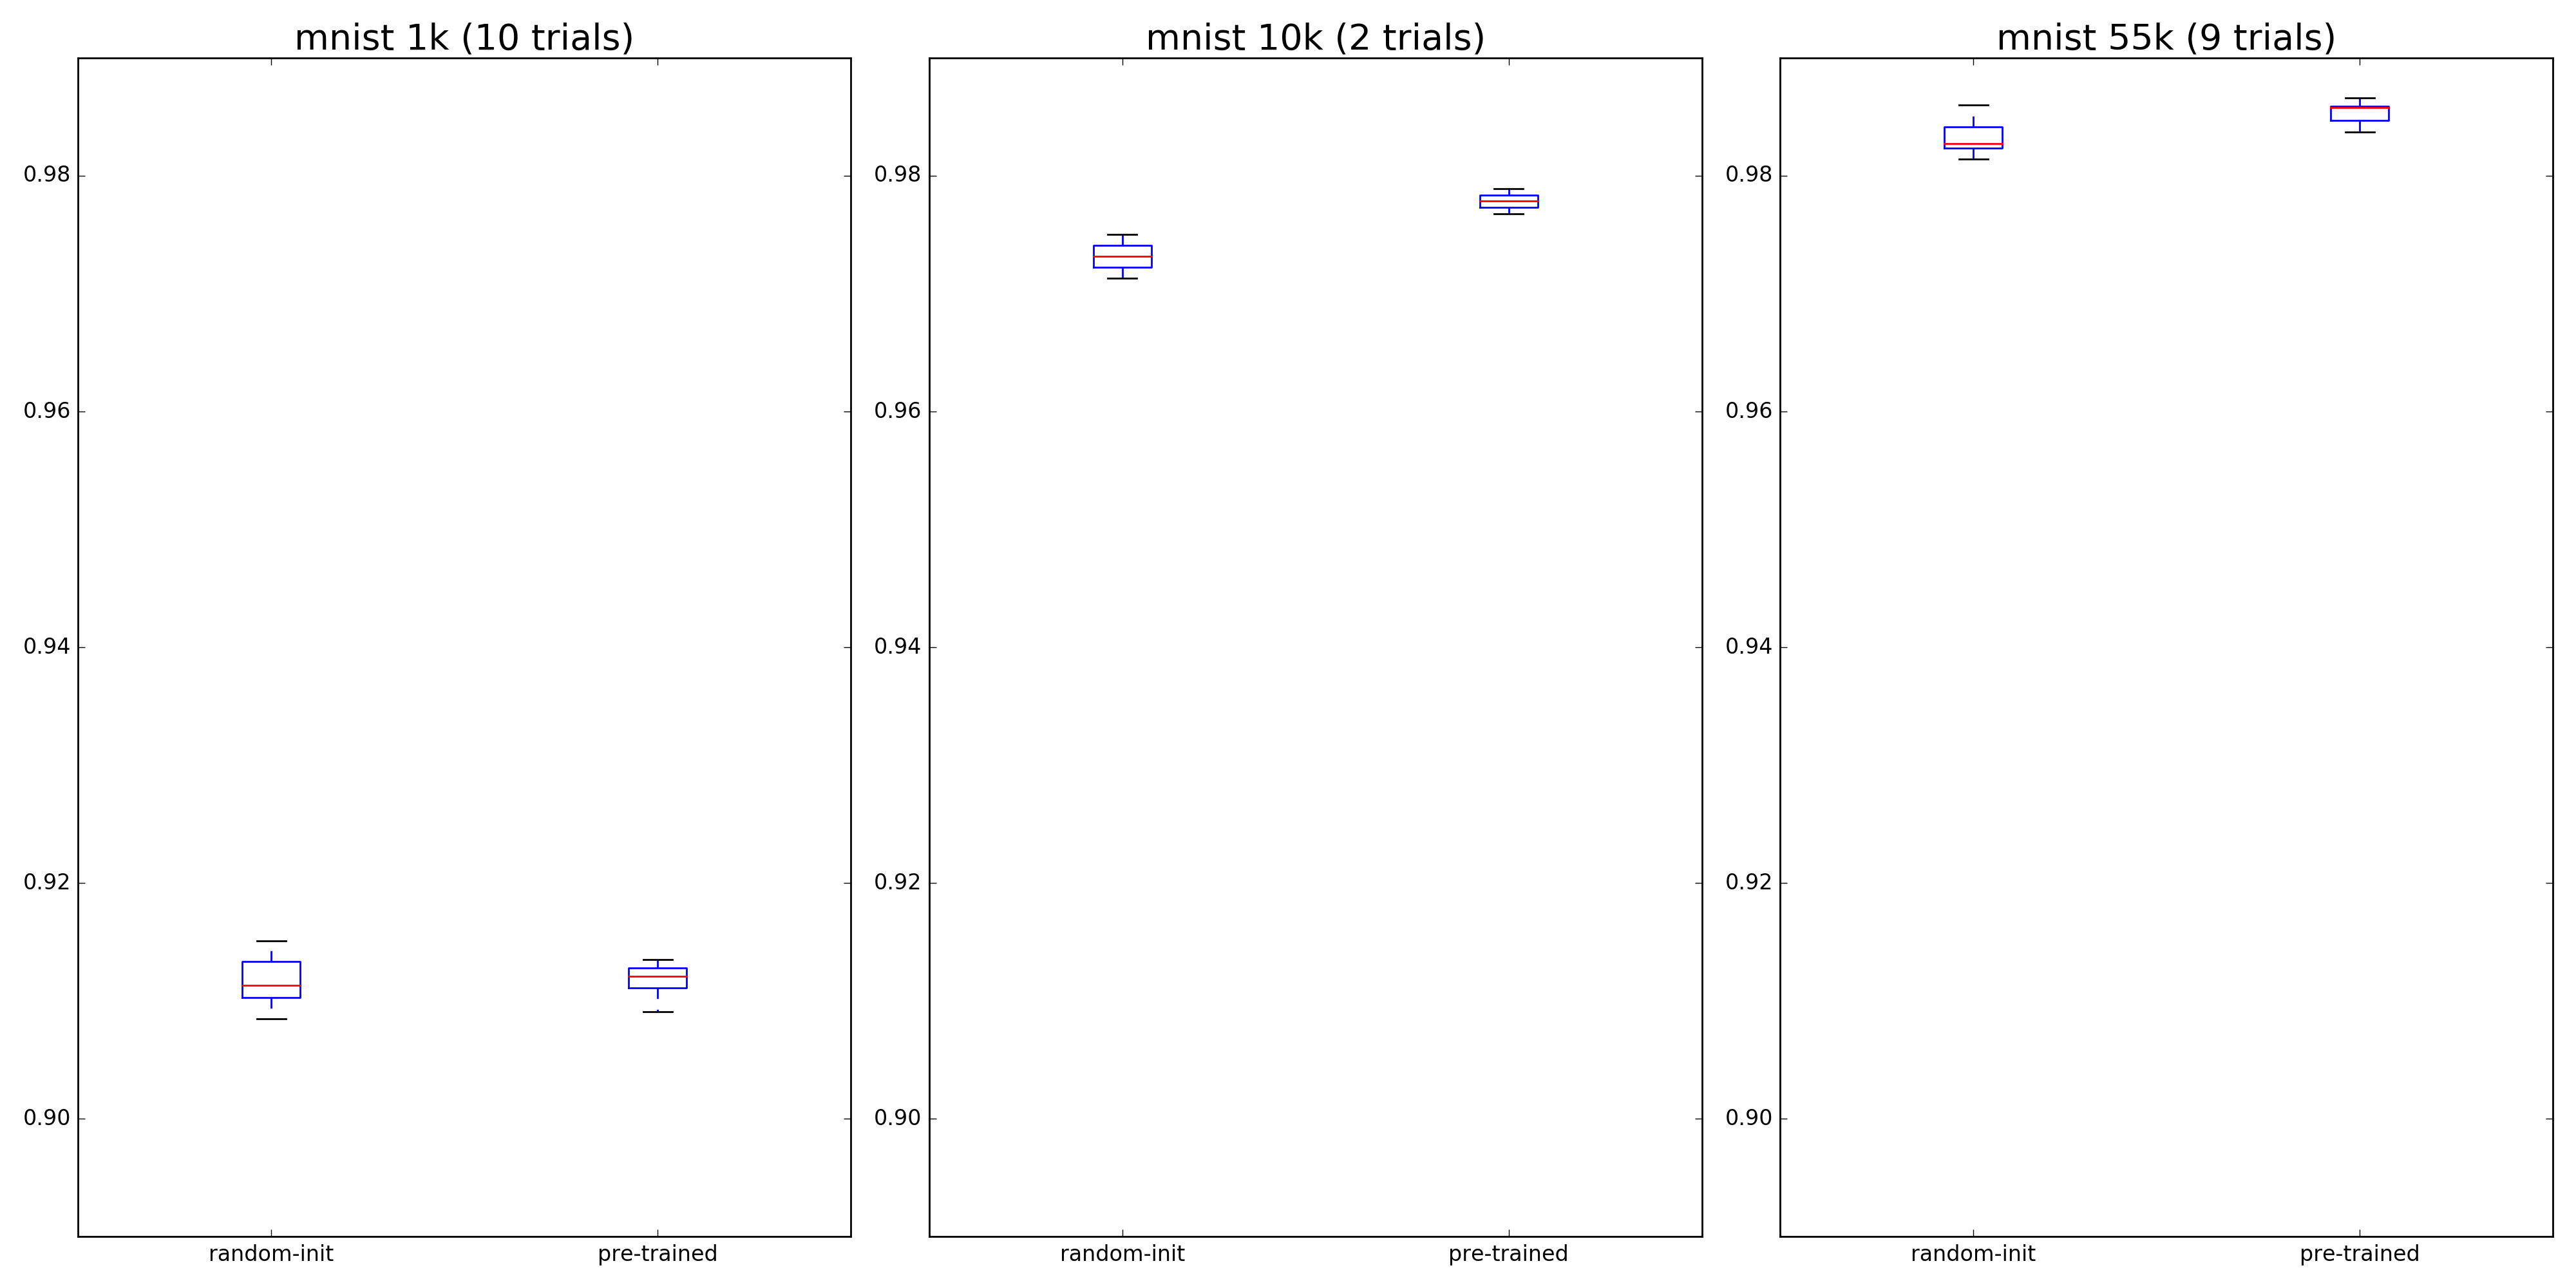 mnist 1k (10 trials)
0.98
0.96
0.94
0.92
0.90
random-init
pre-trained
mnist 10k (2 trials)
0.98
0.96
0.94
0.92
0.90
random-init
pre-trained
mnist 55k (9 trials)
0.98
0.96
0.94
0.92
0.90
random-init
pre-trained